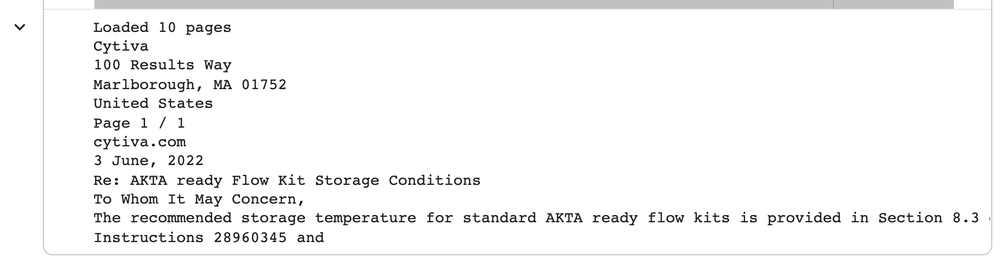 Loaded 10 pages
Cytiva
100 Results Way
Marlborough, MA 01752
United States
Page 1 / 1
cytiva.com
3 June, 2022
Re: AKTA ready Flow Kit Storage Conditions
To Whom It May Concern,
The recommended storage temperature for standard AKTA ready flow kits is provided in Section 8.3
Instructions 28960345 and